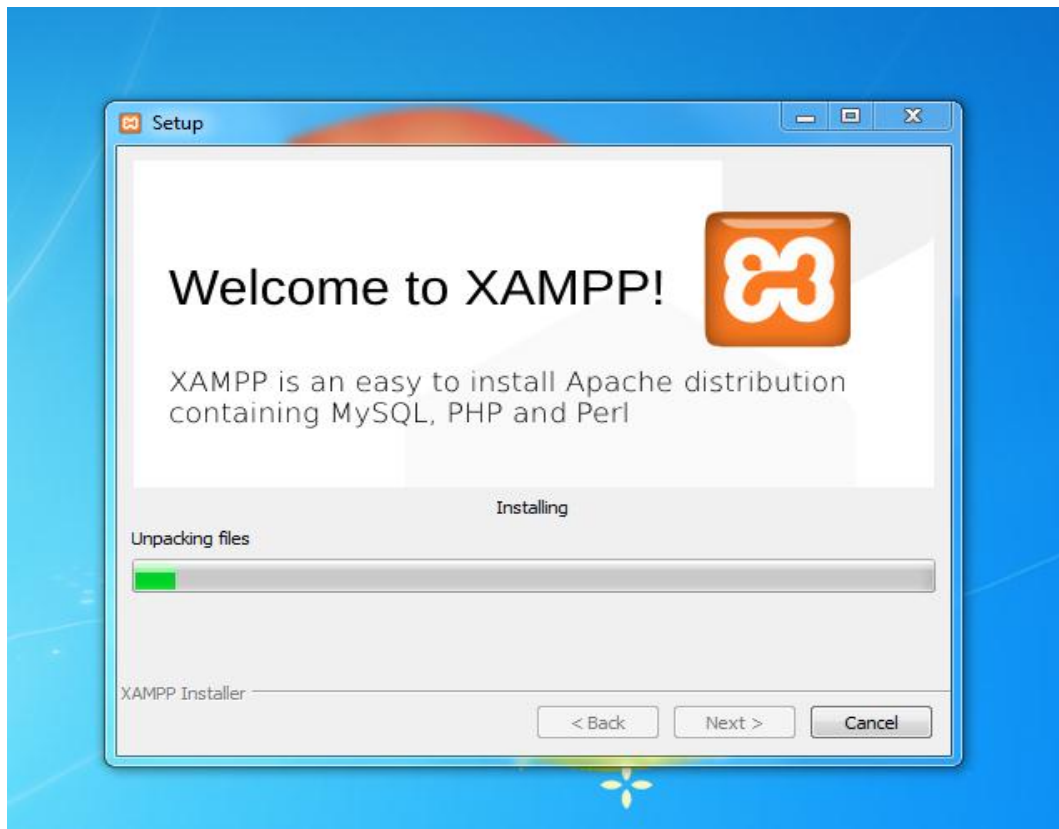 Setup
Welcome to XAMPP!
XAMPP is an easy to install Apache distribution
containing MySQL, PHP and Perl
Installing
Unpacking files
XAMPP Installer
< Back Next > Cancel